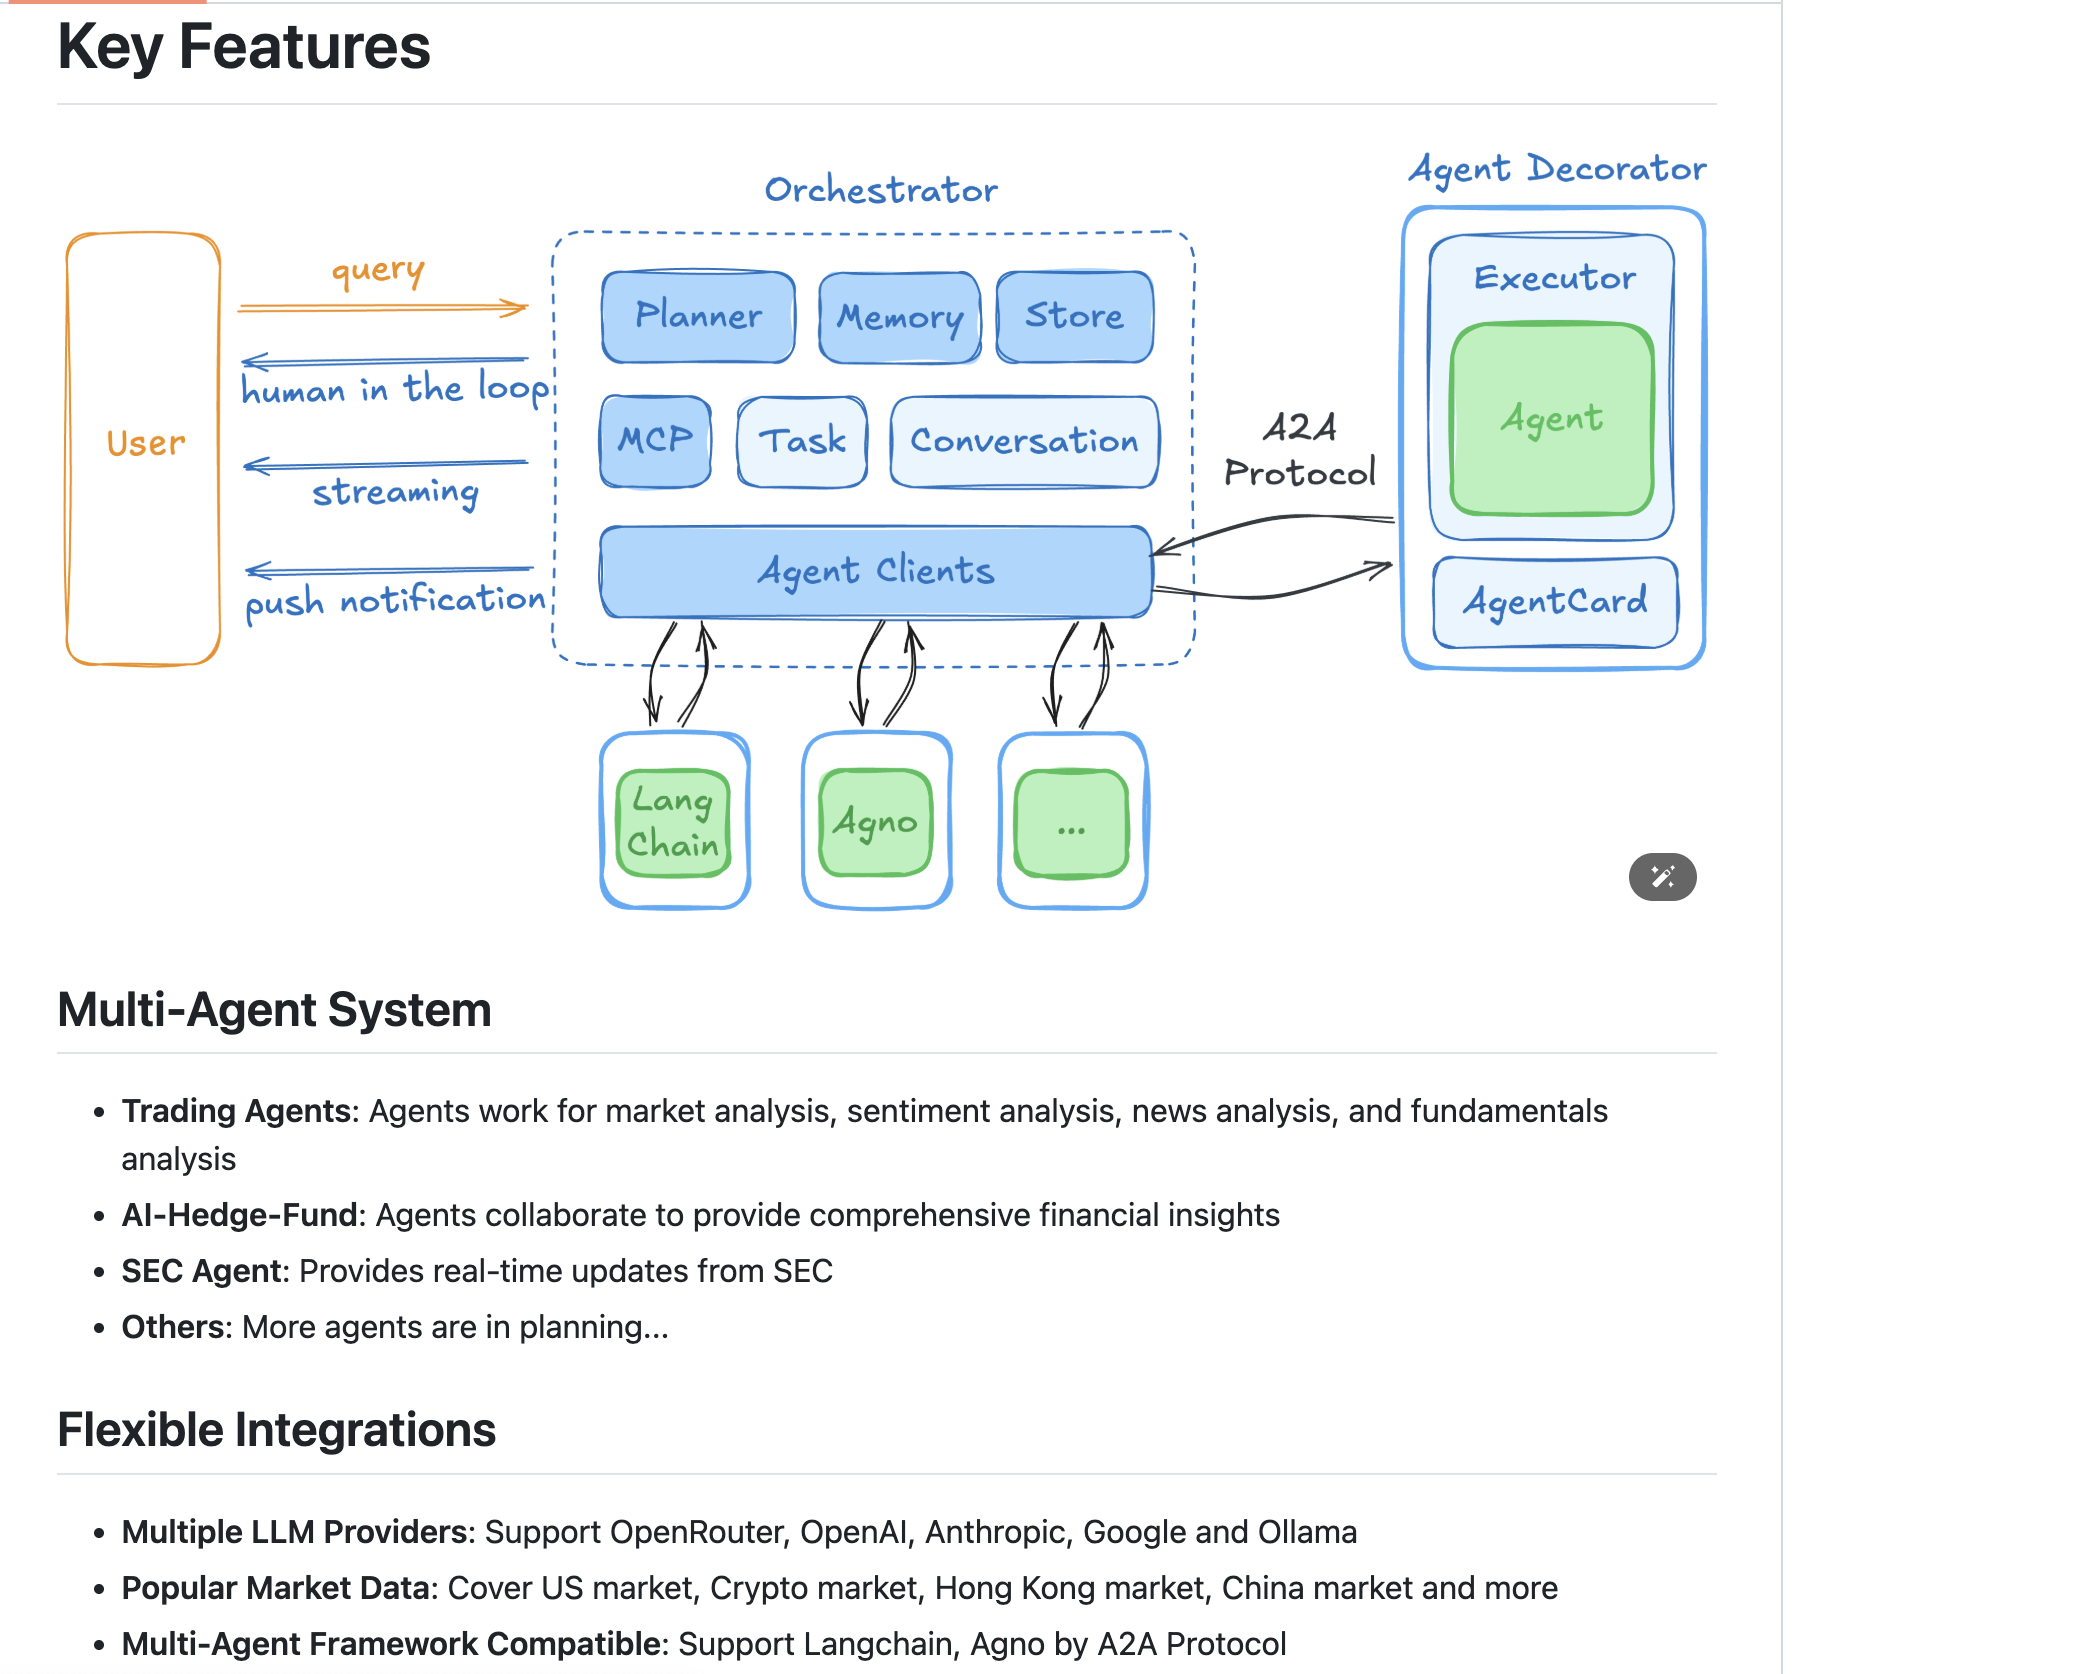 Key Features
Orchestrator
Agent Decorator
query
Planner
Memory
Store
Executor
human in the loop
User
MCP
Task
Conversation
A2A
Protocol
Agent
streaming
Agent Clients
push notification
AgentCard
Lang
Chain
Agno
...
Multi-Agent System
• Trading Agents: Agents work for market analysis, sentiment analysis, news analysis, and fundamentals
analysis
• AI-Hedge-Fund: Agents collaborate to provide comprehensive financial insights
• SEC Agent: Provides real-time updates from SEC
• Others: More agents are in planning...
Flexible Integrations
• Multiple LLM Providers: Support OpenRouter, OpenAI, Anthropic, Google and Ollama
• Popular Market Data: Cover US market, Crypto market, Hong Kong market, China market and more
• Multi-Agent Framework Compatible: Support Langchain, Agno by A2A Protocol